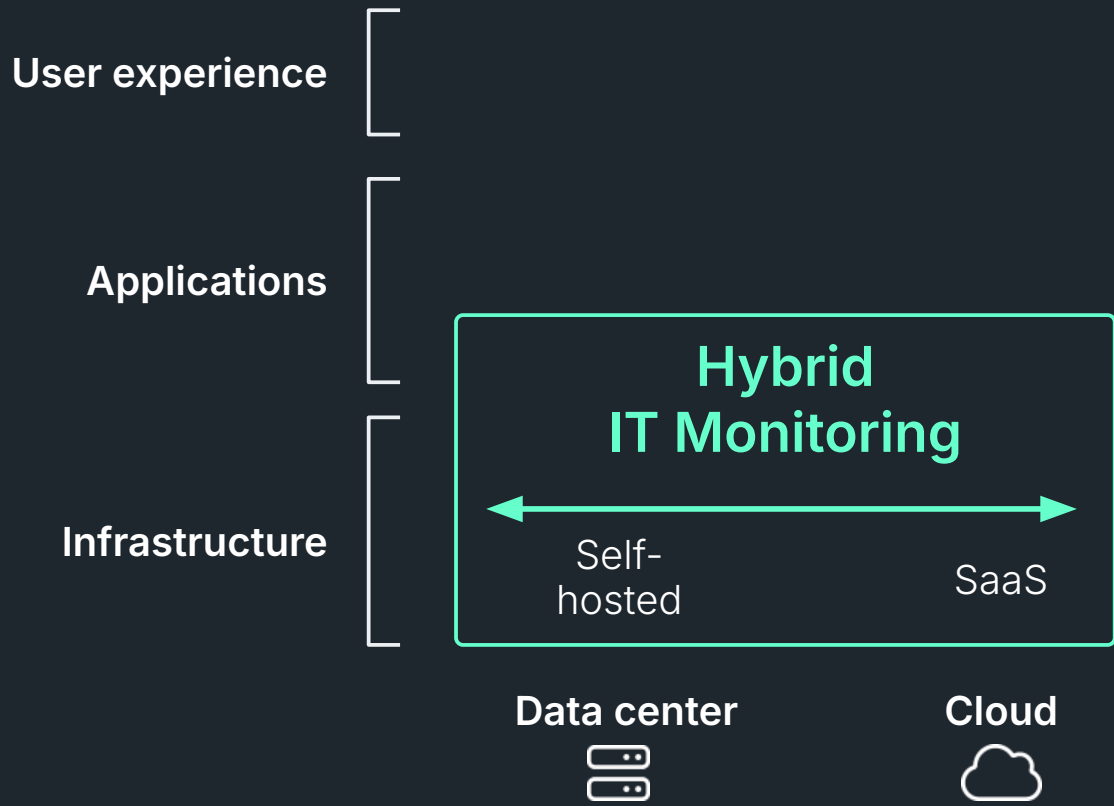 User experience
Applications
Hybrid
IT Monitoring
Infrastructure
Self-
hosted
SaaS
Data center
Cloud